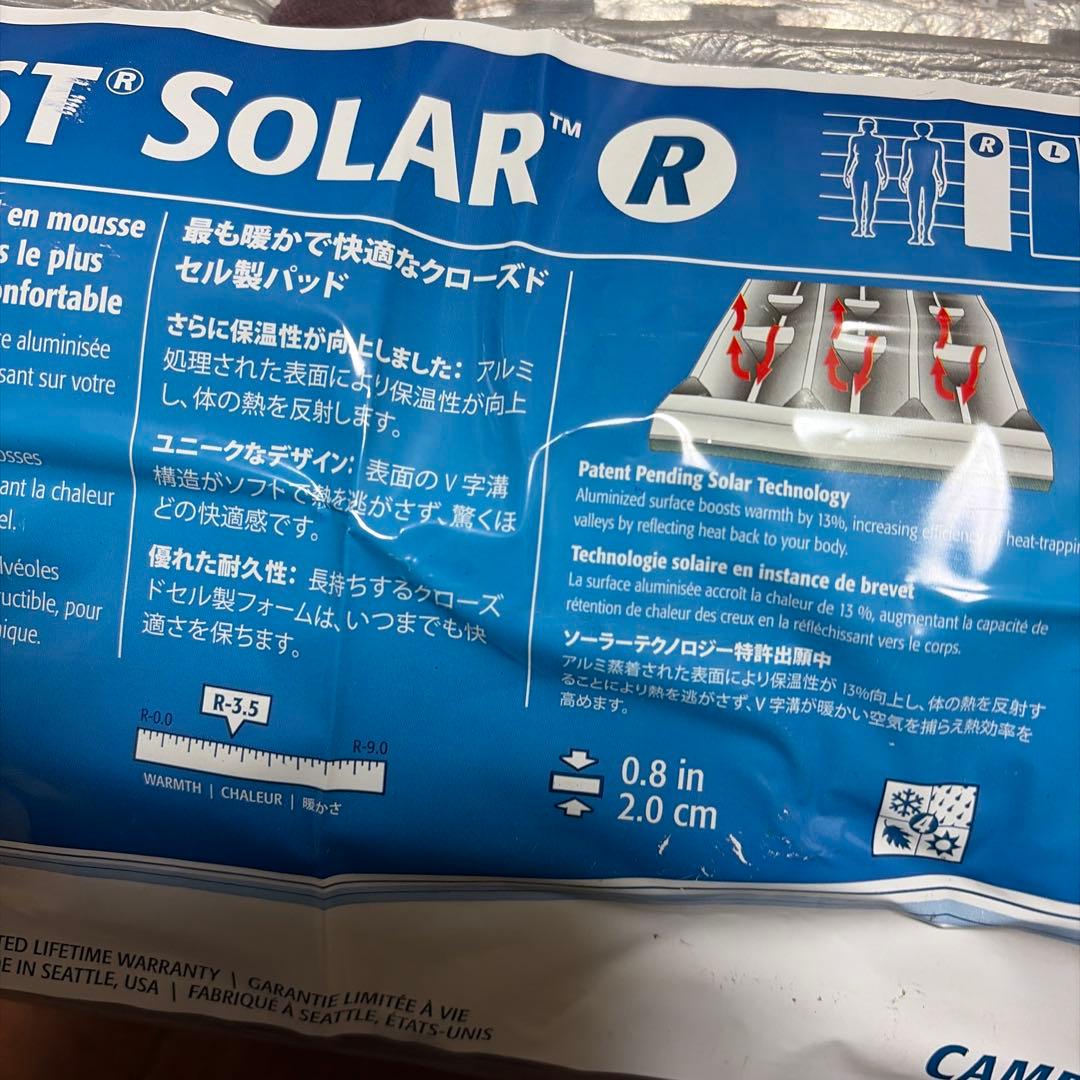 ST® SOLAR™ R
R L
en mousse
s le plus
onfortable
re aluminisée
sant sur votre
osses
ant la chaleur
el.
lvéoles
ructible, pour
ique.
最も暖かで快適なクローズド
セル製パッド
さらに保温性が向上しました： アルミ
処理された表面により保温性が向上
し、体の熱を反射します。
ユニークなデザイン： 表面の V 字溝
構造がソフトで熱を逃がさず、驚くほ
どの快適感です。
優れた耐久性： 長持ちするクローズ
ドセル製フォームは、いつまでも快
適さを保ちます。
R-3.5
R-0.0
R-9.0
WARMTH | CHALEUR | 暖かさ
Patent Pending Solar Technology
Aluminized surface boosts warmth by 13%, increasing efficiency of heat-trappin
valleys by reflecting heat back to your body.
Technologie solaire en instance de brevet
La surface aluminisée accroît la chaleur de 13 %, augmentant la capacité de
rétention de chaleur des creux en la réfléchissant vers le corps.
ソーラーテクノロジー特許出願中
アルミ蒸着された表面により保温性が 13%向上し、体の熱を反射す
ることにより熱を逃がさず、V 字溝が暖かい空気を捕らえ熱効率を
高めます。
0.8 in
2.0 cm
4
TED LIFETIME WARRANTY \ GARANTIE LIMITÉE À VIE
E IN SEATTLE, USA | FABRIQUÉ À SEATTLE, ÉTATS-UNIS
CAM